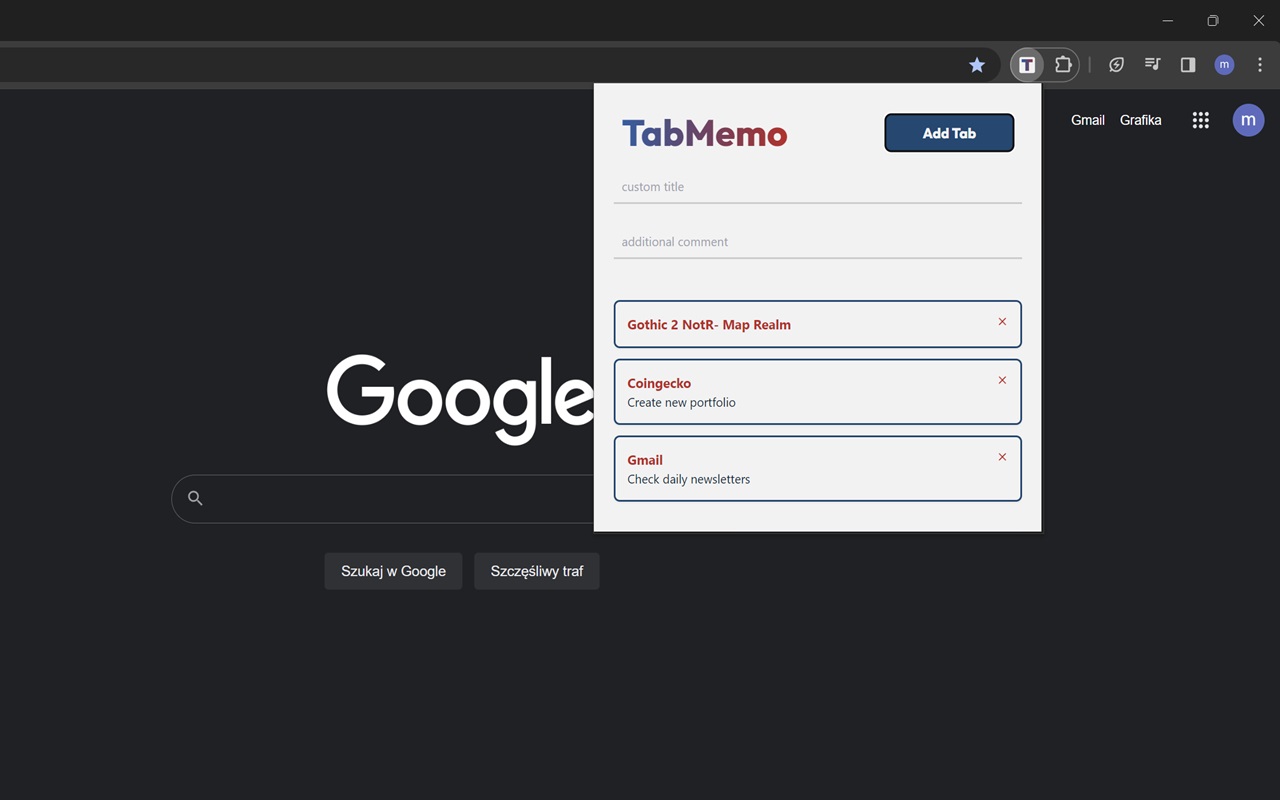 T
m
TabMemo
Add Tab
Gmail
Grafika
m
custom title
additional comment
Gothic 2 NotR- Map Realm
Coingecko
Create new portfolio
Gmail
Check daily newsletters
Google
Szukaj w Google
Szczęśliwy traf